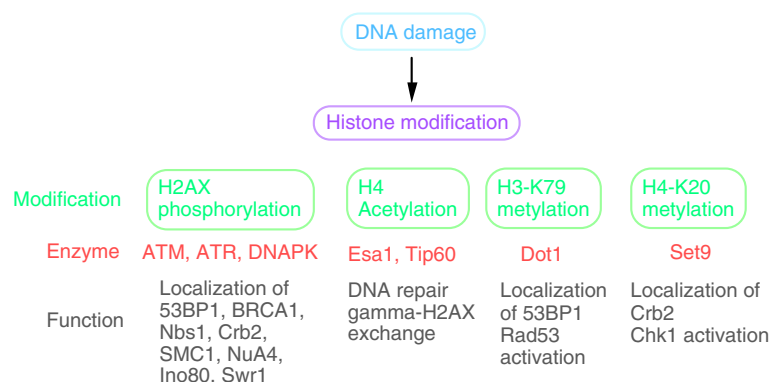 DNA damage
Histone modification
Modification
H2AX
phosphorylation
H4
Acetylation
H3-K79
metylation
H4-K20
metylation
Enzyme
ATM, ATR, DNAPK
Esa1, Tip60
Dot1
Set9
Function
Localization of
53BP1, BRCA1,
Nbs1, Crb2,
SMC1, NuA4,
Ino80, Swr1
DNA repair
gamma-H2AX
exchange
Localization
of 53BP1
Rad53
activation
Localization of
Crb2
Chk1 activation